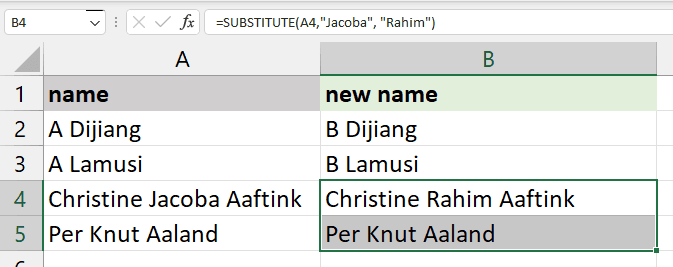 B4 fx =SUBSTITUTE(A4,"Jacoba", "Rahim")
A B
1 name new name
2 A Dijiang B Dijiang
3 A Lamusi B Lamusi
4 Christine Jacoba Aaftink Christine Rahim Aaftink
5 Per Knut Aaland Per Knut Aaland